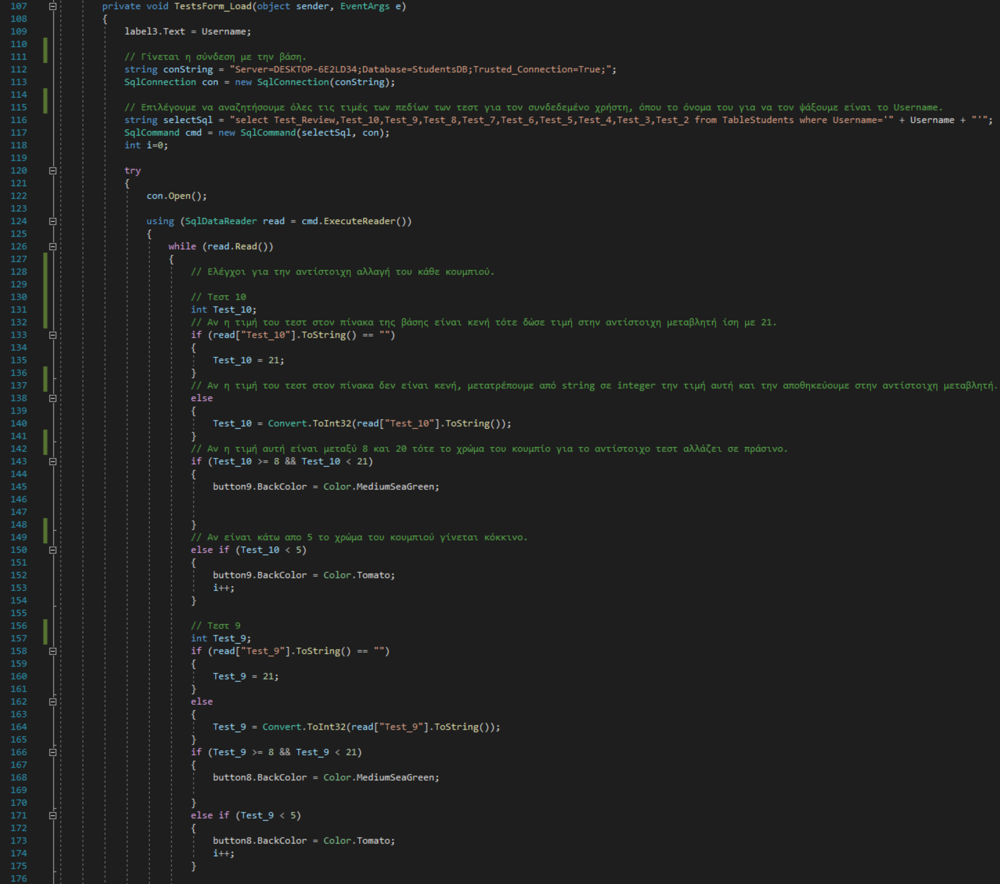 107 private void TestsForm_Load(object sender, EventArgs e)
108 {
109 label3.Text = Username;
110
111 // Γίνεται η σύνδεση με την βάση.
112 string conString = "Server=DESKTOP-6E2LD34;Database=StudentsDB;Trusted_Connection=True;";
113 SqlConnection con = new SqlConnection(conString);
114
115 // Επιλέγουμε να αναζητήσουμε όλες τις τιμές των πεδίων των τεστ για τον συνδεδεμένο χρήστη, όπου το όνομα του για να τον ψάξουμε είναι το Username.
116 string selectSql = "select Test_Review,Test_10,Test_9,Test_8,Test_7,Test_6,Test_5,Test_4,Test_3,Test_2 from TableStudents where Username='" + Username + "'";
117 SqlCommand cmd = new SqlCommand(selectSql, con);
118 int i=0;
119
120 try
121 {
122 con.Open();
123
124 using (SqlDataReader read = cmd.ExecuteReader())
125 {
126 while (read.Read())
127 {
128 // Ελέγχοι για την αντίστοιχη αλλαγή του κάθε κουμπιού.
129
130 // Τεστ 10
131 int Test_10;
132 // Αν η τιμή του τεστ στον πίνακα της βάσης είναι κενή τότε δώσε τιμή στην αντίστοιχη μεταβλητή ίση με 21.
133 if (read["Test_10"].ToString() == "")
134 {
135 Test_10 = 21;
136 }
137 // Αν η τιμή του τεστ στον πίνακα δεν είναι κενή, μετατρέπουμε από string σε integer την τιμή αυτή και την αποθηκεύουμε στην αντίστοιχη μεταβλητή.
138 else
139 {
140 Test_10 = Convert.ToInt32(read["Test_10"].ToString());
141 }
142 // Αν η τιμή αυτή είναι μεταξύ 8 και 20 τότε το χρώμα του κουμπίο για το αντίστοιχο τεστ αλλάζει σε πράσινο.
143 if (Test_10 >= 8 && Test_10 < 21)
144 {
145 button9.BackColor = Color.MediumSeaGreen;
146
147
148 }
149 // Αν είναι κάτω απο 5 το χρώμα του κουμπιού γίνεται κόκκινο.
150 else if (Test_10 < 5)
151 {
152 button9.BackColor = Color.Tomato;
153 i++;
154 }
155
156 // Τεστ 9
157 int Test_9;
158 if (read["Test_9"].ToString() == "")
159 {
160 Test_9 = 21;
161 }
162 else
163 {
164 Test_9 = Convert.ToInt32(read["Test_9"].ToString());
165 }
166 if (Test_9 >= 8 && Test_9 < 21)
167 {
168 button8.BackColor = Color.MediumSeaGreen;
169
170 }
171 else if (Test_9 < 5)
172 {
173 button8.BackColor = Color.Tomato;
174 i++;
175 }
176